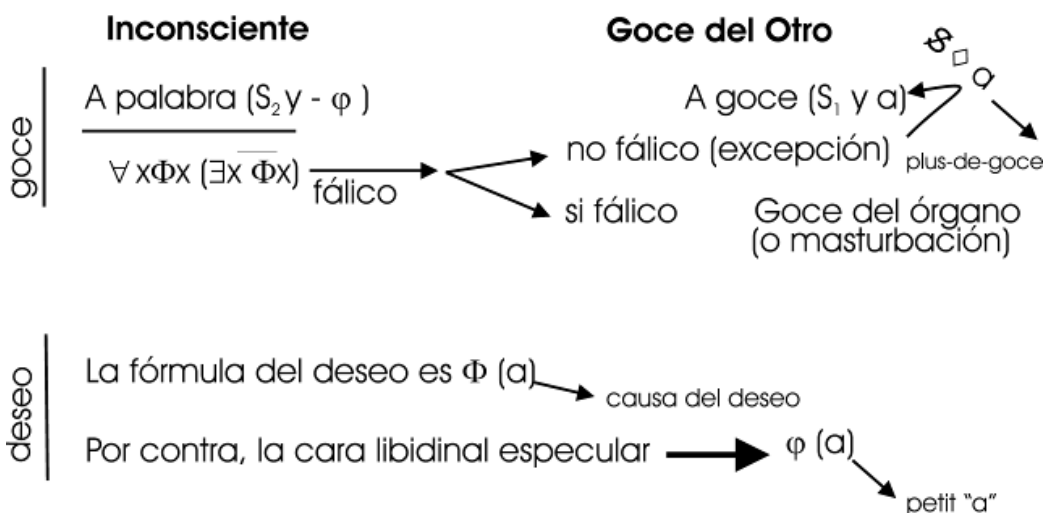 Inconsciente
Goce del Otro
$ ◇ a
goce
A palabra (S₂ y - φ )
A goce (S₁ y a)
∀ xΦx (∃x Φ̅x̅)
fálico
no fálico (excepción)
plus-de-goce
si fálico
Goce del órgano
(o masturbación)
deseo
La fórmula del deseo es Φ (a)
causa del deseo
Por contra, la cara libidinal especular
φ (a)
petit "a"